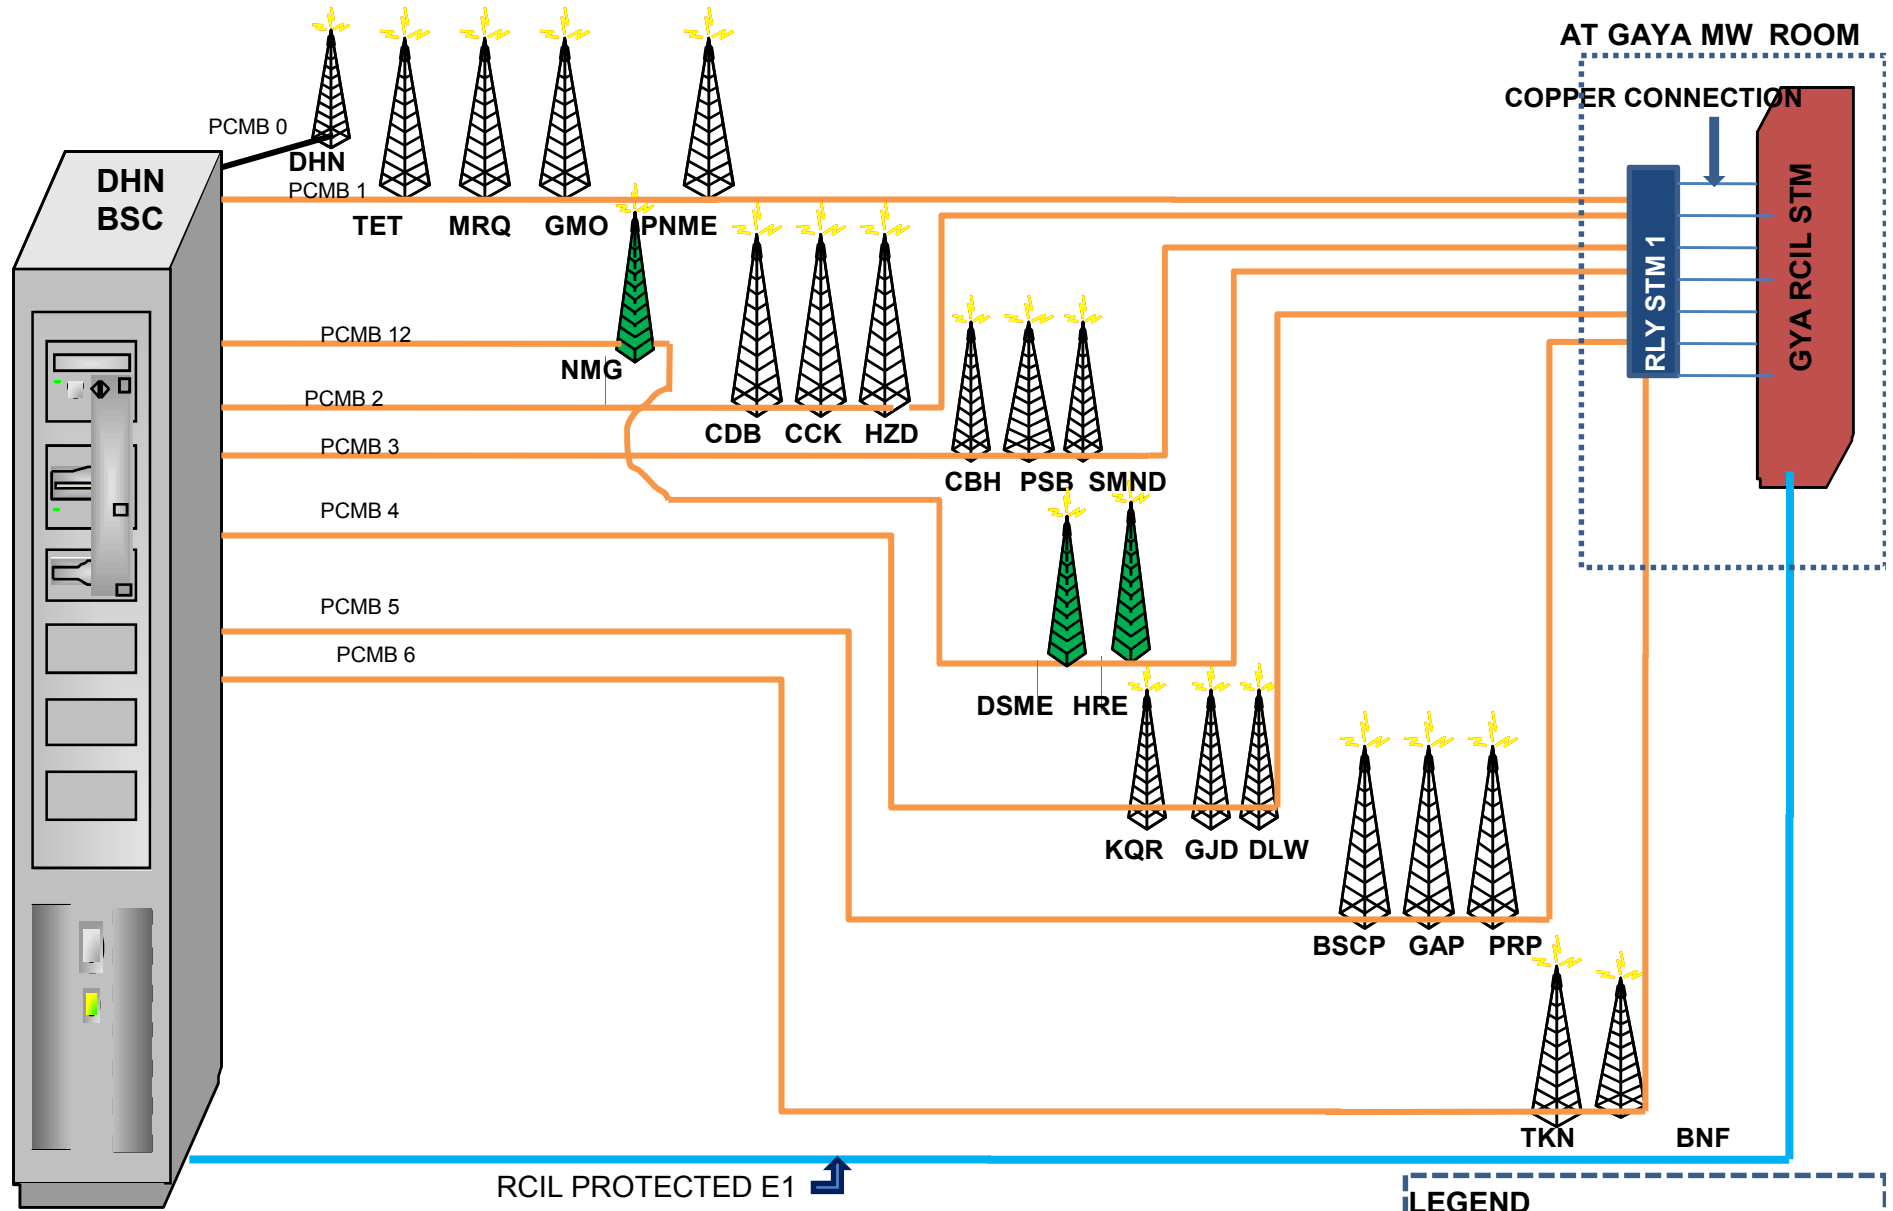 AT GAYA MW ROOM
COPPER CONNECTION
PCMB 0
DHN
DHN
BSC
PCMB 1
TET
MRQ
GMO
PNME
RLY STM 1
GYA RCIL STM
PCMB 12
NMG
PCMB 2
CDB
CCK
HZD
PCMB 3
CBH
PSB
SMND
PCMB 4
PCMB 5
PCMB 6
DSME
HRE
KQR
GJD
DLW
BSCP
GAP
PRP
TKN
BNF
RCIL PROTECTED E1
LEGEND